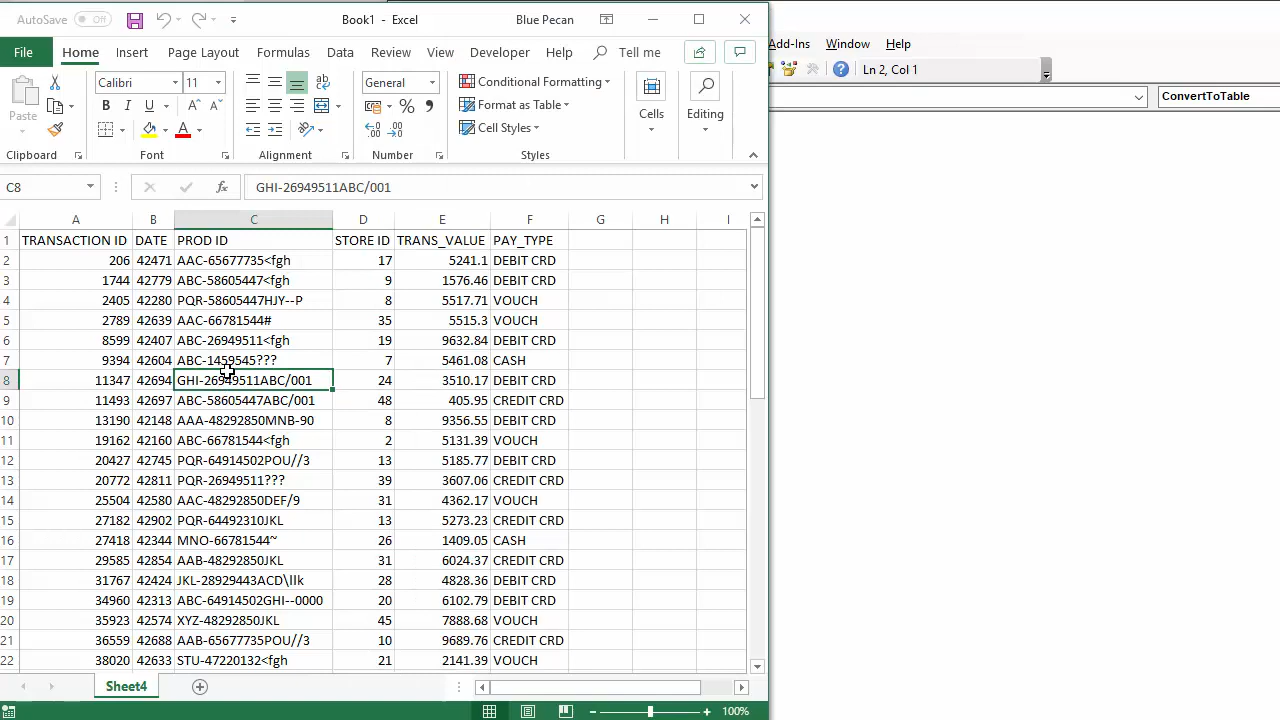 AutoSave Off Book1 - Excel Blue Pecan
File Home Insert Page Layout Formulas Data Review View Developer Help Tell me
Add-Ins Window Help
Ln 2, Col 1
ConvertToTable
Paste
Calibri 11
B I U A A
A
ab
General
% ,
Conditional Formatting
Format as Table
Cell Styles
Cells
Editing
Clipboard Font Alignment Number Styles
C8 fx GHI-26949511ABC/001
A B C D E F G H I
1 TRANSACTION ID DATE PROD ID STORE ID TRANS_VALUE PAY_TYPE
2 206 42471 AAC-65677735<fgh 17 5241.1 DEBIT CRD
3 1744 42779 ABC-58605447<fgh 9 1576.46 DEBIT CRD
4 2405 42280 PQR-58605447HJY--P 8 5517.71 VOUCH
5 2789 42639 AAC-66781544# 35 5515.3 VOUCH
6 8599 42407 ABC-26949511<fgh 19 9632.84 DEBIT CRD
7 9394 42604 ABC-1459545??? 7 5461.08 CASH
8 11347 42694 GHI-26949511ABC/001 24 3510.17 DEBIT CRD
9 11493 42697 ABC-58605447ABC/001 48 405.95 CREDIT CRD
10 13190 42148 AAA-48292850MNB-90 8 9356.55 DEBIT CRD
11 19162 42160 ABC-66781544<fgh 2 5131.39 VOUCH
12 20427 42745 PQR-64914502POU//3 13 5185.77 DEBIT CRD
13 20772 42811 PQR-26949511??? 39 3607.06 CREDIT CRD
14 25504 42580 AAC-48292850DEF/9 31 4362.17 VOUCH
15 27182 42902 PQR-64492310JKL 13 5273.23 CREDIT CRD
16 27418 42344 MNO-66781544~ 26 1409.05 CASH
17 29585 42854 AAB-48292850JKL 31 6024.37 CREDIT CRD
18 31767 42424 JKL-28929443ACD\llk 28 4828.36 DEBIT CRD
19 34960 42313 ABC-64914502GHI--0000 20 6102.79 DEBIT CRD
20 35923 42574 XYZ-48292850JKL 45 7888.68 VOUCH
21 36559 42688 AAB-65677735POU//3 10 9689.76 CREDIT CRD
22 38020 42633 STU-47220132<fgh 21 2141.39 VOUCH
Sheet4
100%